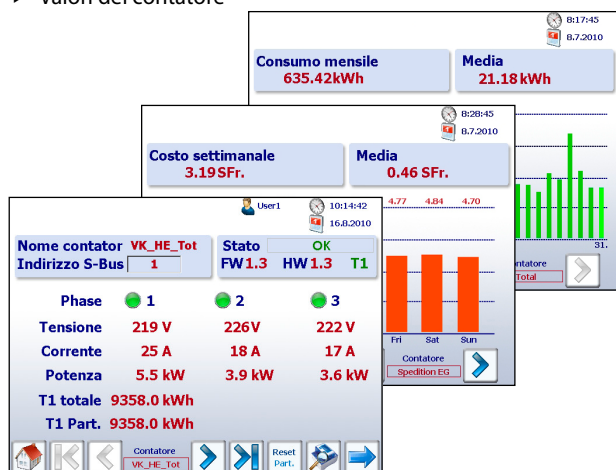 Valori del contatore
8:17:45
8.7.2010
Consumo mensile
635.42kWh
Media
21.18kWh
31.
Total
8:28:45
8.7.2010
Costo settimanale
3.19SFr.
Media
0.46 SFr.
4.77 4.84 4.70
Fri Sat Sun
Contatore
Spedition EG
User1
10:14:42
16.8.2010
Nome contator VK_HE_Tot
Indirizzo S-Bus 1
Stato OK
FW1.3 HW1.3 T1
Phase 1 2 3
Tensione 219 V 226V 222 V
Corrente 25 A 18 A 17 A
Potenza 5.5 kW 3.9 kW 3.6 kW
T1 totale 9358.0 kWh
T1 Part. 9358.0 kWh
Contatore
VK_HE_Tot
Reset
Part.